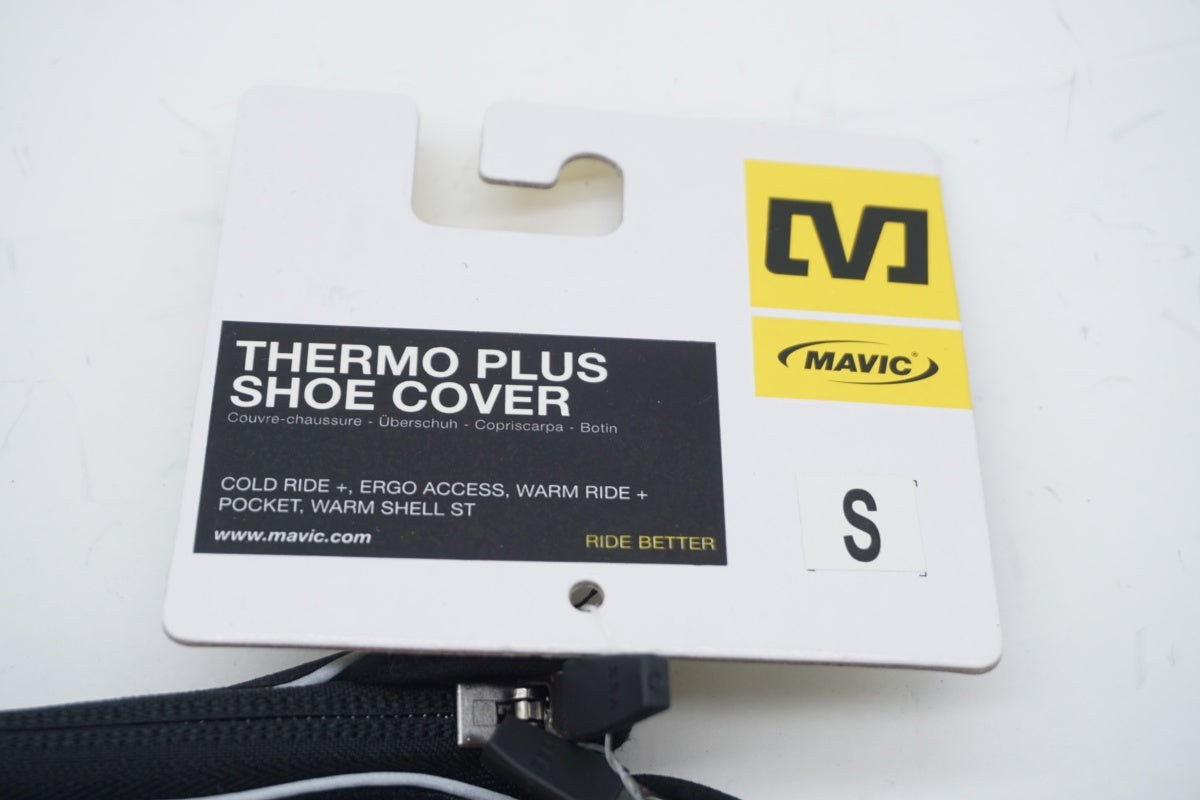 THERMO PLUS
SHOE COVER
Couvre-chaussure - Überschuh - Copriscarpa - Botin
COLD RIDE +, ERGO ACCESS, WARM RIDE +
POCKET, WARM SHELL ST
www.mavic.com
RIDE BETTER
M
MAVIC®
S